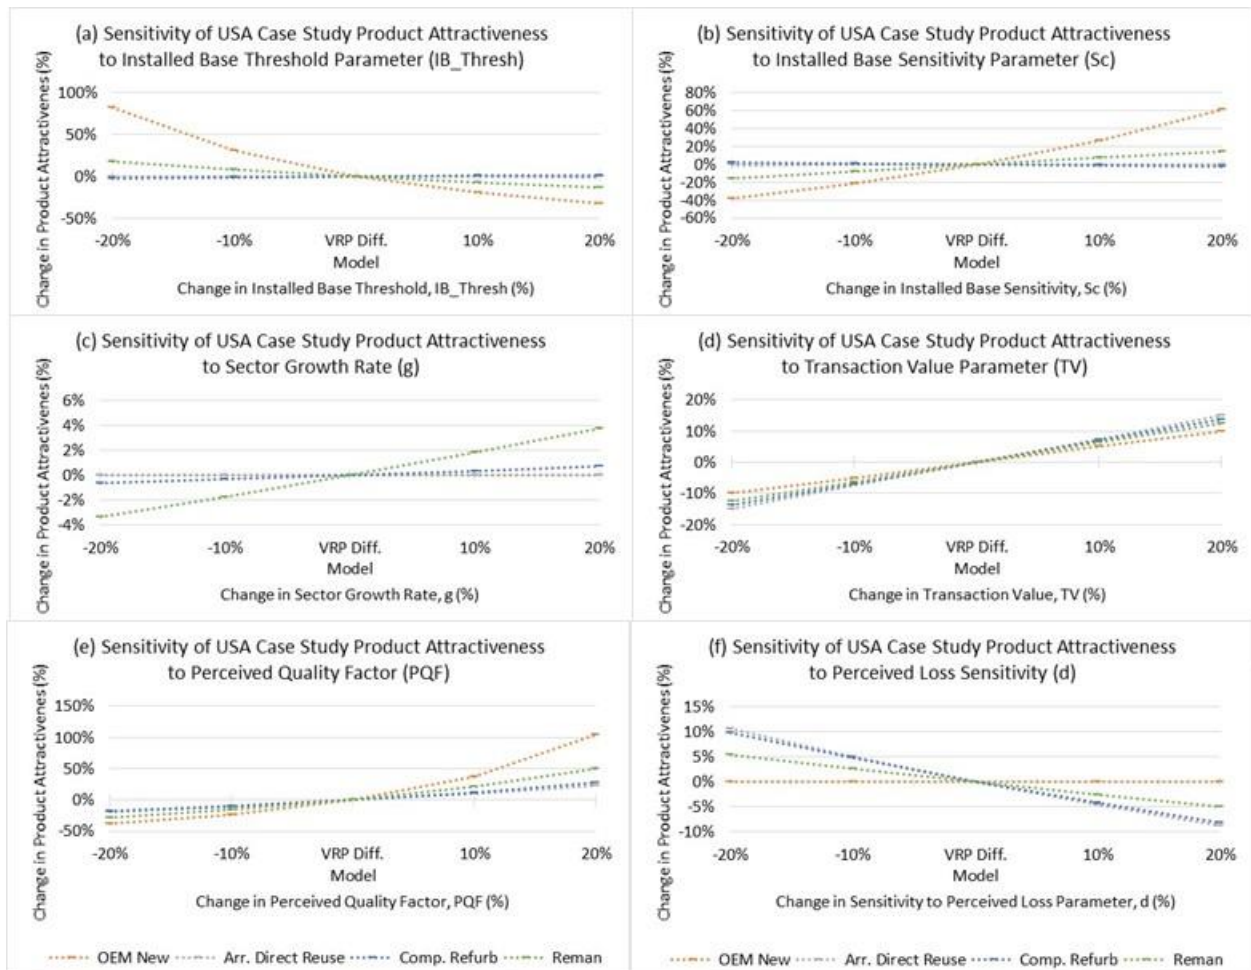 (a) Sensitivity of USA Case Study Product Attractiveness
to Installed Base Threshold Parameter (IB_Thresh)
Change in Product Attractivenes (%)
100%
50%
0%
-50%
-20% -10% VRP Diff. 10% 20%
Model
Change in Installed Base Threshold, IB_Thresh (%)
(b) Sensitivity of USA Case Study Product Attractiveness
to Installed Base Sensitivity Parameter (Sc)
Change in Product Attractivenes (%)
80%
60%
40%
20%
0%
-20%
-40%
-60%
-20% -10% VRP Diff. 10% 20%
Model
Change in Installed Base Sensitivity, Sc (%)
(c) Sensitivity of USA Case Study Product Attractiveness
to Sector Growth Rate (g)
Change in Product Attractivenes (%)
6%
4%
2%
0%
-2%
-4%
-20% -10% VRP Diff. 10% 20%
Model
Change in Sector Growth Rate, g (%)
(d) Sensitivity of USA Case Study Product Attractiveness
to Transaction Value Parameter (TV)
Change in Product Attractivenes (%)
20%
10%
0%
-10%
-20%
-20% -10% VRP Diff. 10% 20%
Model
Change in Transaction Value, TV (%)
(e) Sensitivity of USA Case Study Product Attractiveness
to Perceived Quality Factor (PQF)
Change in Product Attractivenes (%)
150%
100%
50%
0%
-50%
-20% -10% VRP Diff. 10% 20%
Model
Change in Perceived Quality Factor, PQF (%)
OEM New Arr. Direct Reuse Comp. Refurb Reman
(f) Sensitivity of USA Case Study Product Attractiveness
to Perceived Loss Sensitivity (d)
Change in Product Attractivenes (%)
15%
10%
5%
0%
-5%
-10%
-20% -10% VRP Diff. 10% 20%
Model
Change in Sensitivity to Perceived Loss Parameter, d (%)
OEM New Arr. Direct Reuse Comp. Refurb Reman